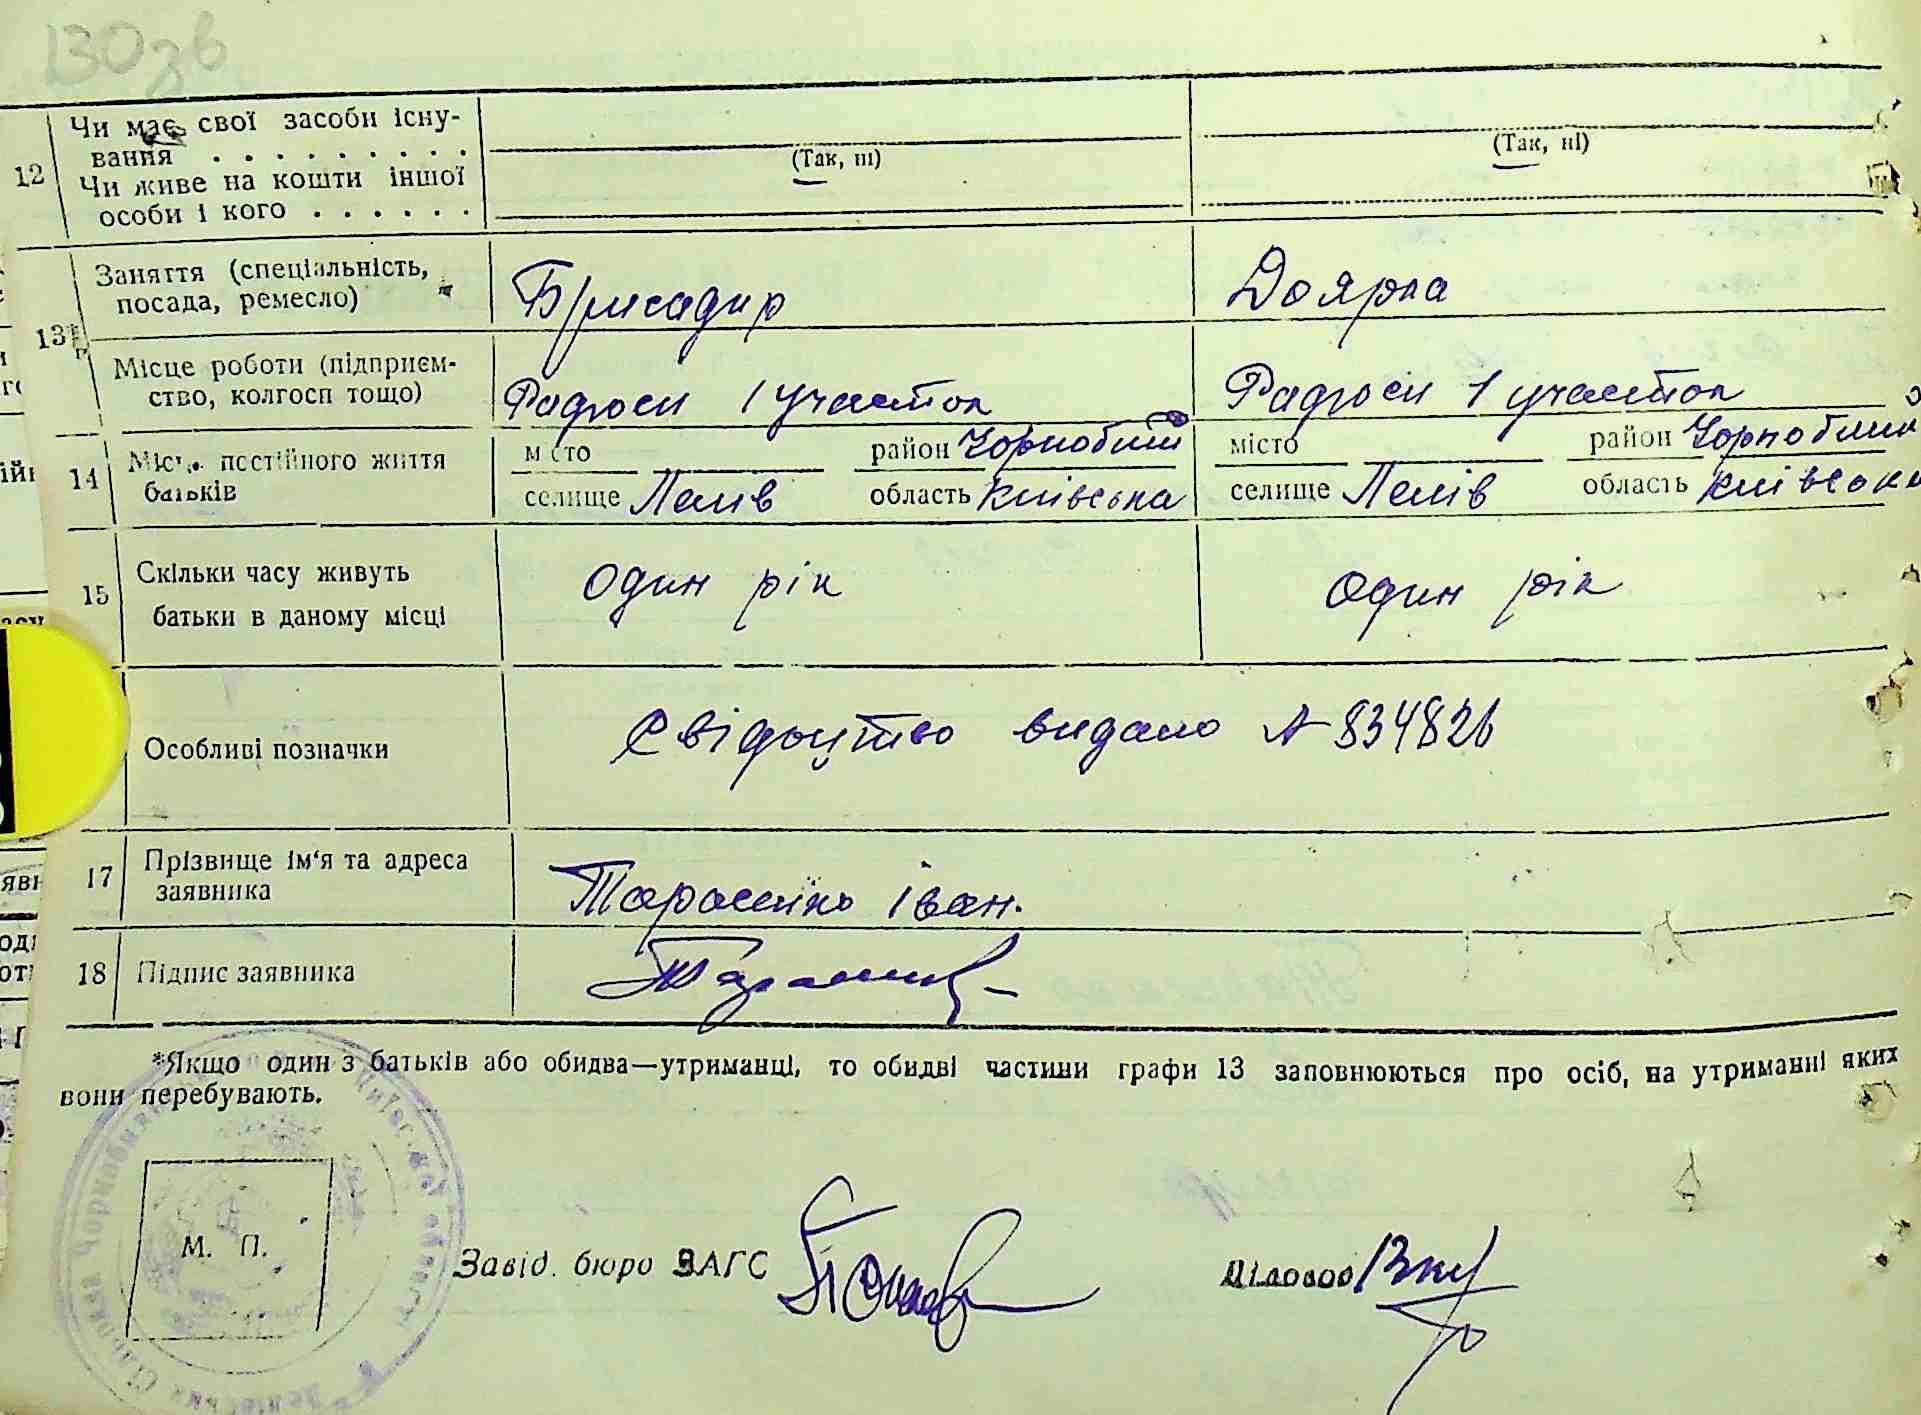 130 зв
12 Чи має свої засоби існу-
вання . . . . . . . . .
Чи живе на кошти іншої
особи і кого . . . . . .
(Так, ні) (Так, ні)
13 Заняття (спеціальність,
посада, ремесло) Бригадир Доярка
Місце роботи (підприєм-
ство, колгосп тощо) Радгосп 1 участок Радгосп 1 участок
14 Місце постійного життя
батьків
місто район Чорнобиль місто район
селище Лелів область Київська селище Лелів область Київська
15 Скільки часу живуть
батьки в даному місці один рік один рік
Особливі позначки Свідоцтво видано А 834826
17 Прізвище ім'я та адреса
заявника Іван.
18 Підпис заявника
*Якщо один з батьків або обидва—утриманці, то обидві частини графи 13 заповнюються про осіб, на утриманні яких
вони перебувають.
М. П.
Завід. бюро ЗАГС Діловод